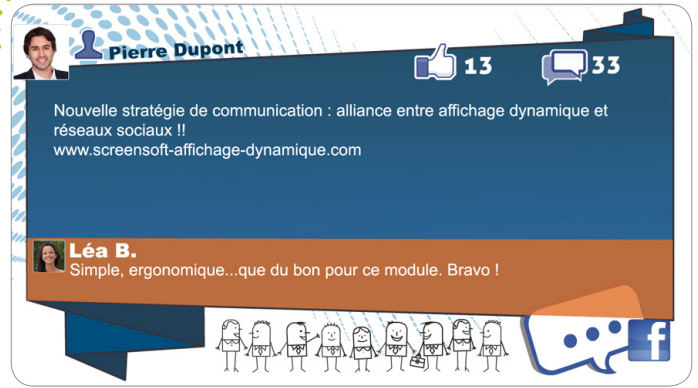 Pierre Dupont
13
33
Nouvelle stratégie de communication : alliance entre affichage dynamique et
réseaux sociaux !!
www.screensoft-affichage-dynamique.com
Léa B.
Simple, ergonomique...que du bon pour ce module. Bravo !
f